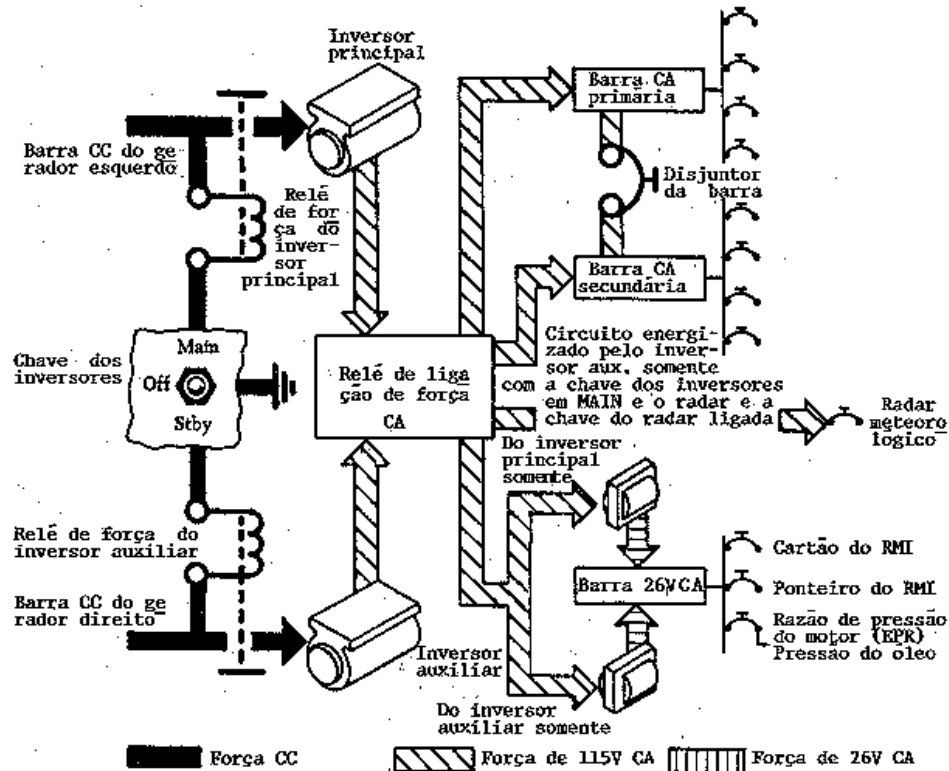 Inversor
principal
Barra CC do ge
rador esquerdo
Relé
de for
ça do
inver-
sor
principal
Barra CA
primária
Disjuntor
da barra
Barra CA
secundária
Chave dos
inversores
Main
Off
Stby
Relé de liga
ção de força
CA
Circuito energi-
zado pelo inver-
sor aux. somente
com a chave dos inversores
em MAIN e o radar e a
chave do radar ligada
Radar
meteoro
logico
Do inversor
principal
somente
Relé de força do
inversor auxiliar
Barra CC do ge
rador direito
Inversor
auxiliar
Barra 26V CA
Cartão do RMI
Ponteiro do RMI
Razão de pressão
do motor (EPR)
Pressão do oleo
Do inversor
auxiliar somente
Força CC
Força de 115V CA
Força de 26V CA